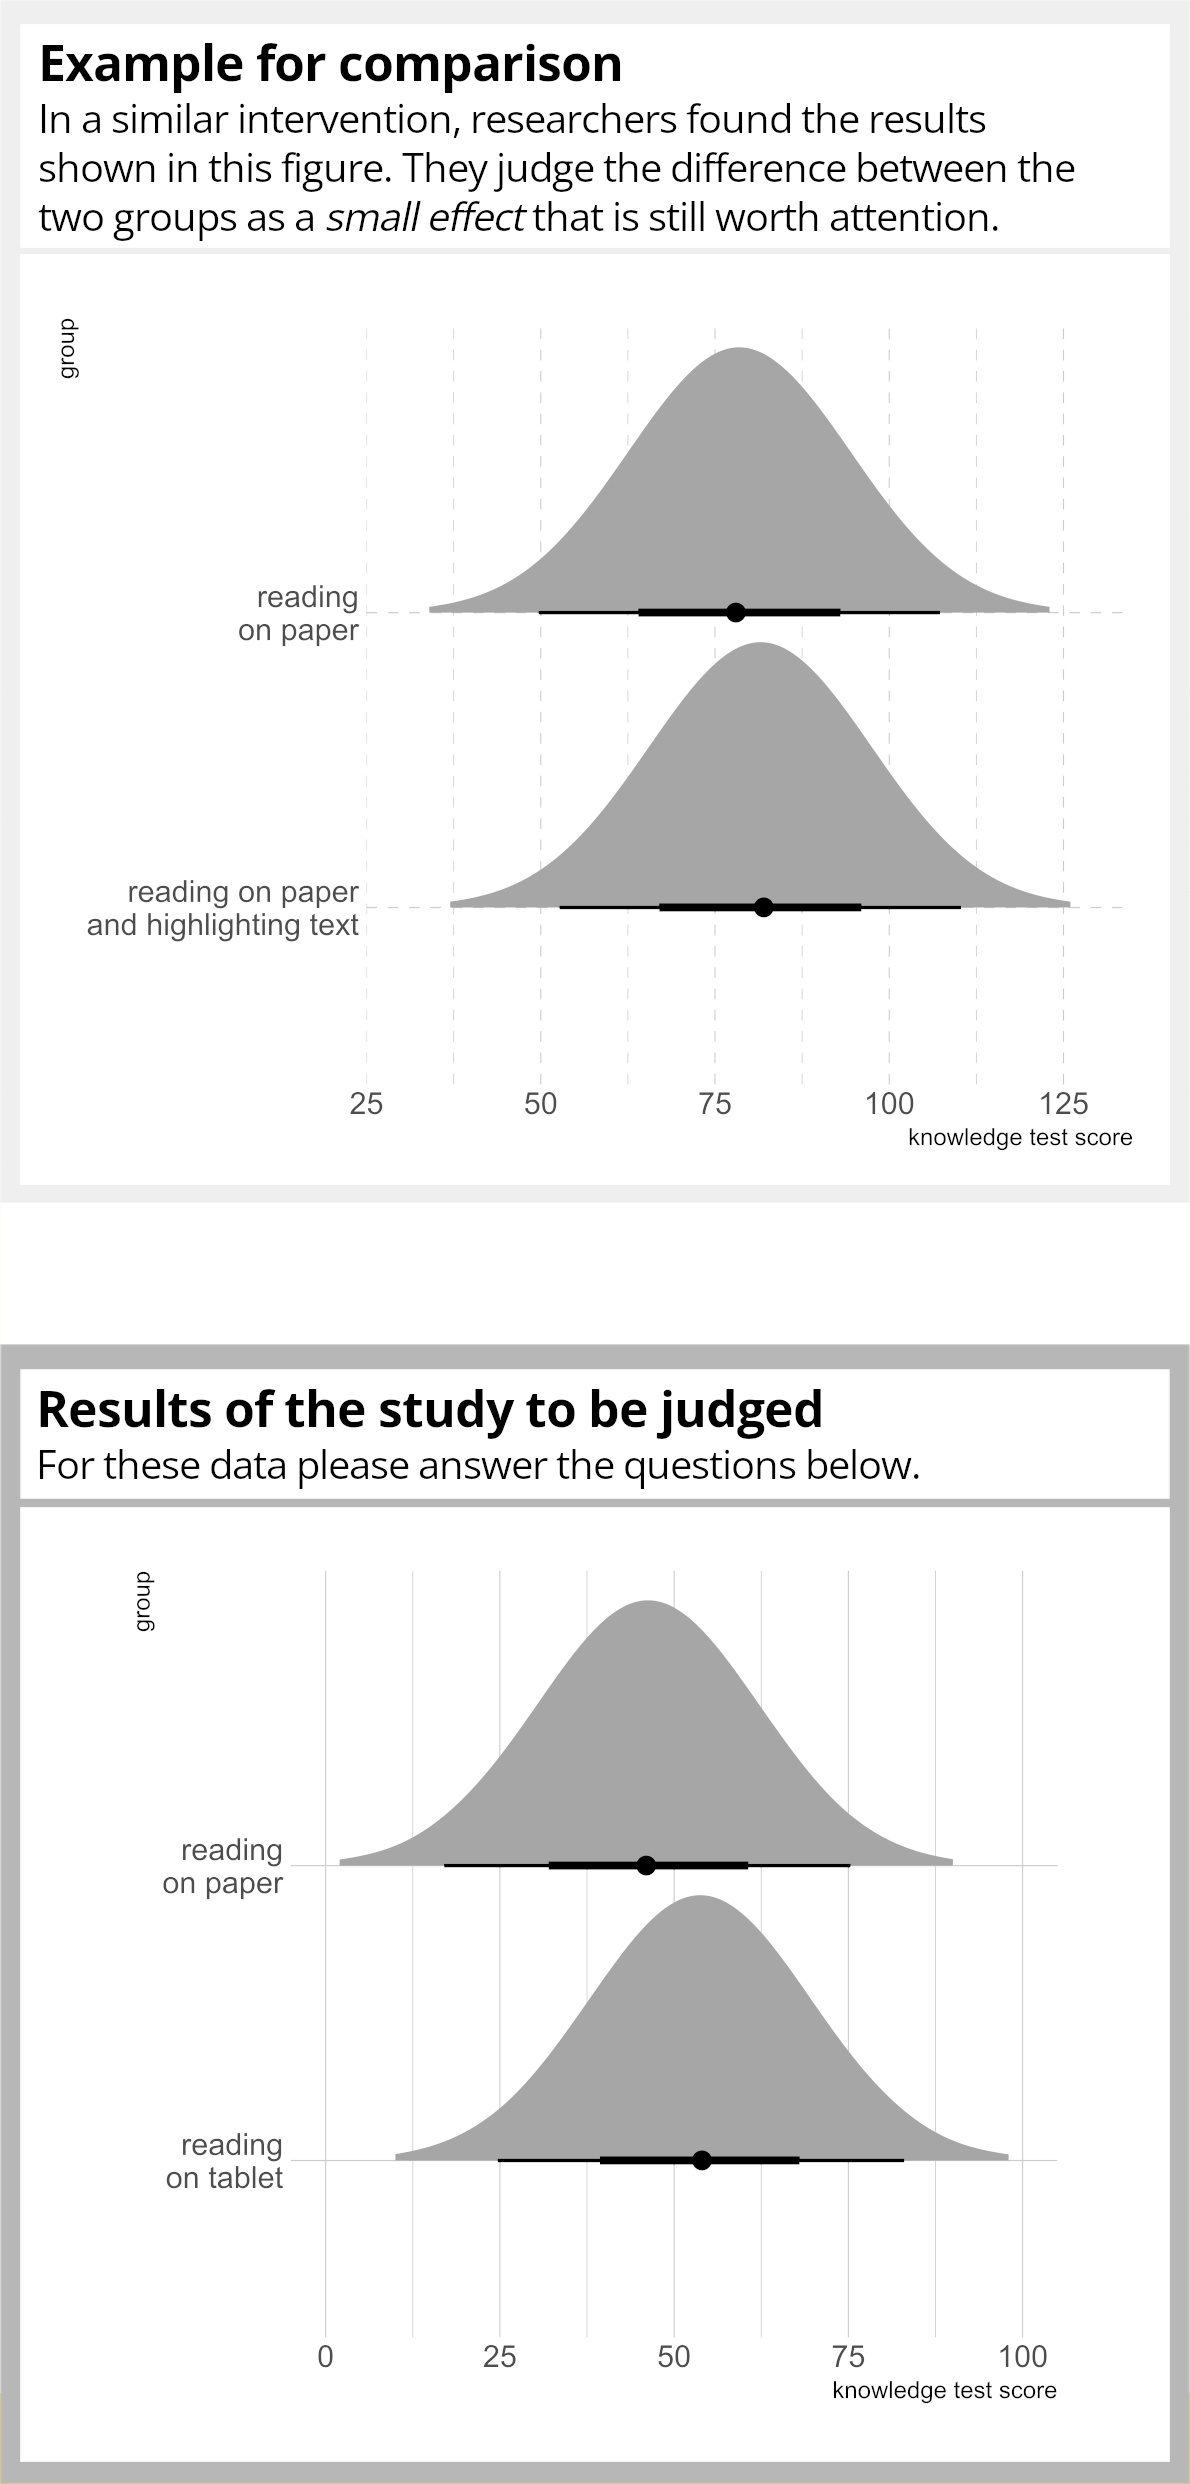 Example for comparison
In a similar intervention, researchers found the results
shown in this figure. They judge the difference between the
two groups as a small effect that is still worth attention.
group
reading
on paper
reading on paper
and highlighting text
25 50 75 100 125
knowledge test score
Results of the study to be judged
For these data please answer the questions below.
group
reading
on paper
reading
on tablet
0 25 50 75 100
knowledge test score